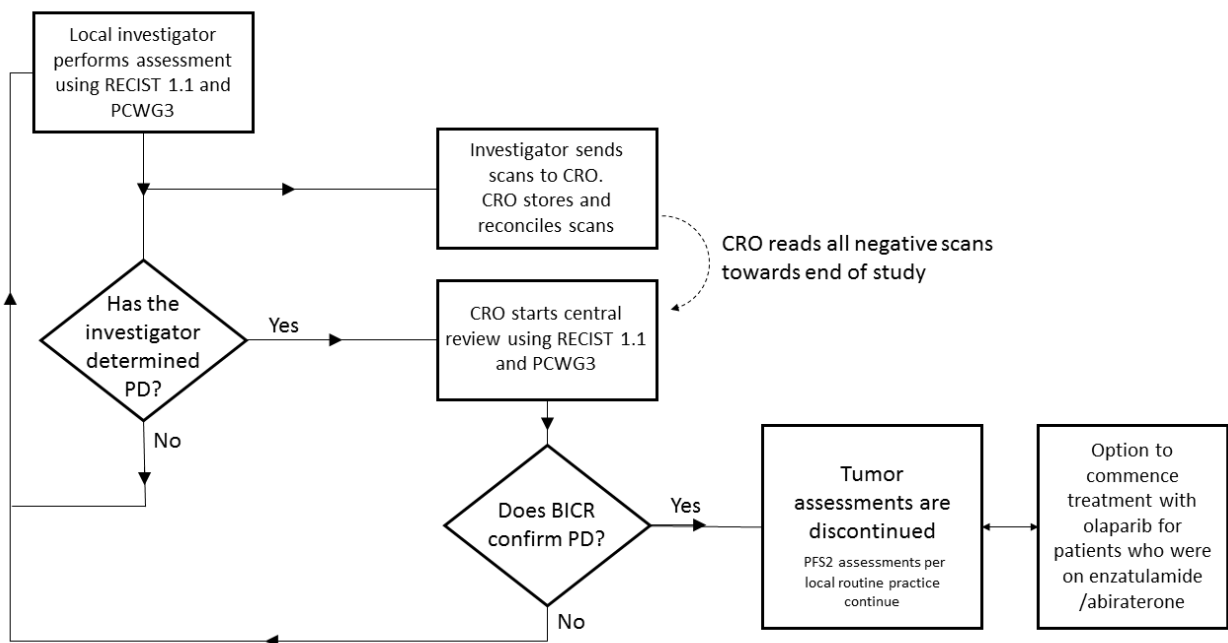 Local investigator
performs assessment
using RECIST 1.1 and
PCWG3
Investigator sends
scans to CRO.
CRO stores and
reconciles scans
CRO reads all negative scans
towards end of study
Has the
investigator
determined
PD?
Yes
No
CRO starts central
review using RECIST 1.1
and PCWG3
Does BICR
confirm PD?
Yes
No
Tumor
assessments are
discontinued
PFS2 assessments per
local routine practice
continue
Option to
commence
treatment with
olaparib for
patients who were
on enzatulamide
/abiraterone